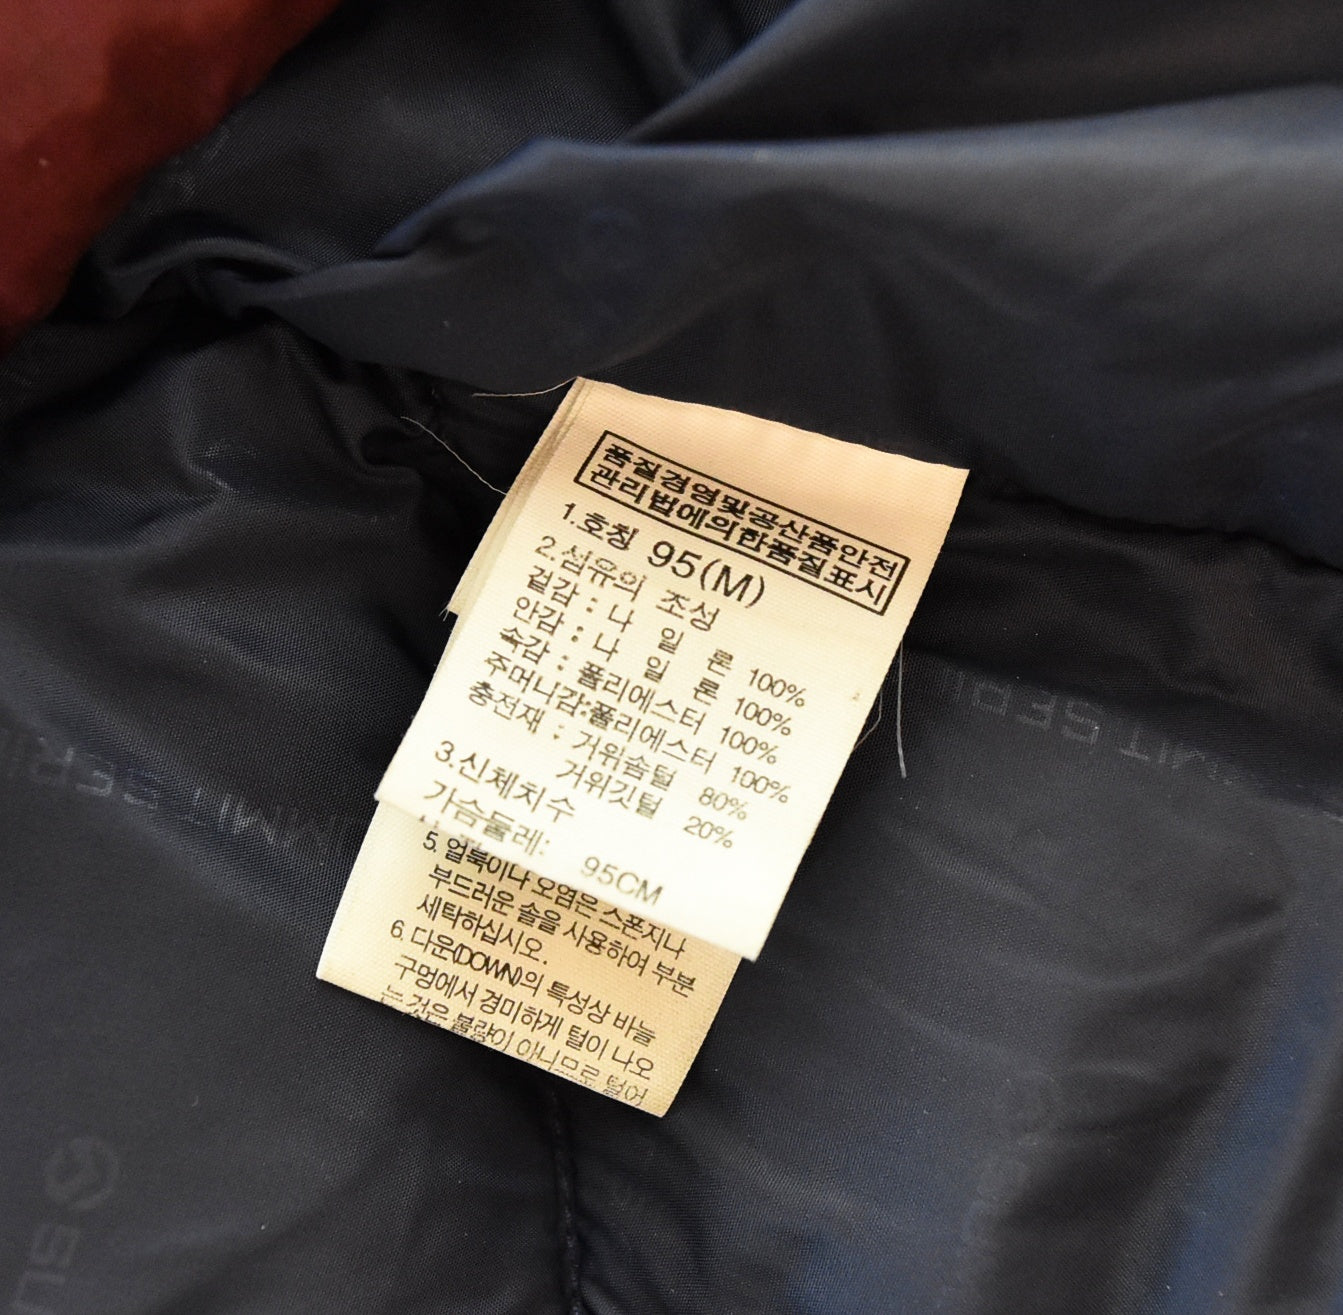 품질경영및공산품안전
관리법에의한품질표시
1.호칭 95(M)
2.섬유의 조성
겉감 : 나 일 론 100%
안감 : 나 일 론 100%
속감 : 폴리에스터 100%
주머니감:폴리에스터 100%
충전재 : 거위솜털 80%
거위깃털 20%
3.신체치수
가슴둘레: 95CM
5. 얼룩이나 오염은 스폰지나
부드러운 솔을 사용하여 부분
세탁하십시오.
6. 다운(DOWN)의 특성상 바늘
구멍에서 경미하게 털이 나오
는 것은 불량이 아니므로 털어
SUMMIT SERI
SUMMIT SERI
SU